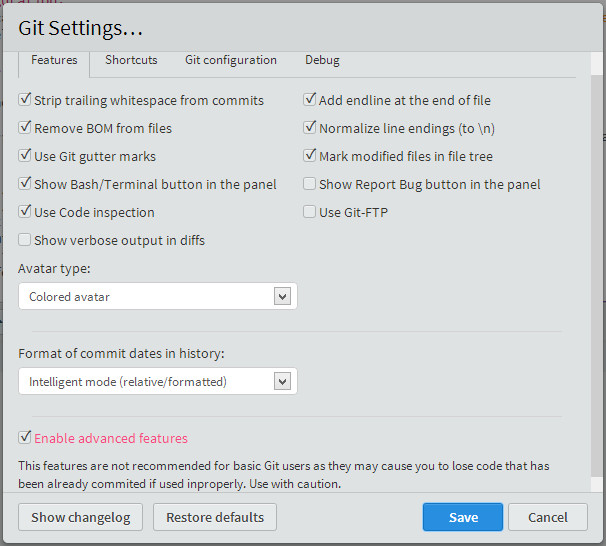 Git Settings...
Features Shortcuts Git configuration Debug
Strip trailing whitespace from commits Add endline at the end of file
Remove BOM from files Normalize line endings (to \n)
Use Git gutter marks Mark modified files in file tree
Show Bash/Terminal button in the panel Show Report Bug button in the panel
Use Code inspection Use Git-FTP
Show verbose output in diffs
Avatar type:
Colored avatar
Format of commit dates in history:
Intelligent mode (relative/formatted)
Enable advanced features
This features are not recommended for basic Git users as they may cause you to lose code that has
been already commited if used inproperly. Use with caution.
Show changelog Restore defaults Save Cancel